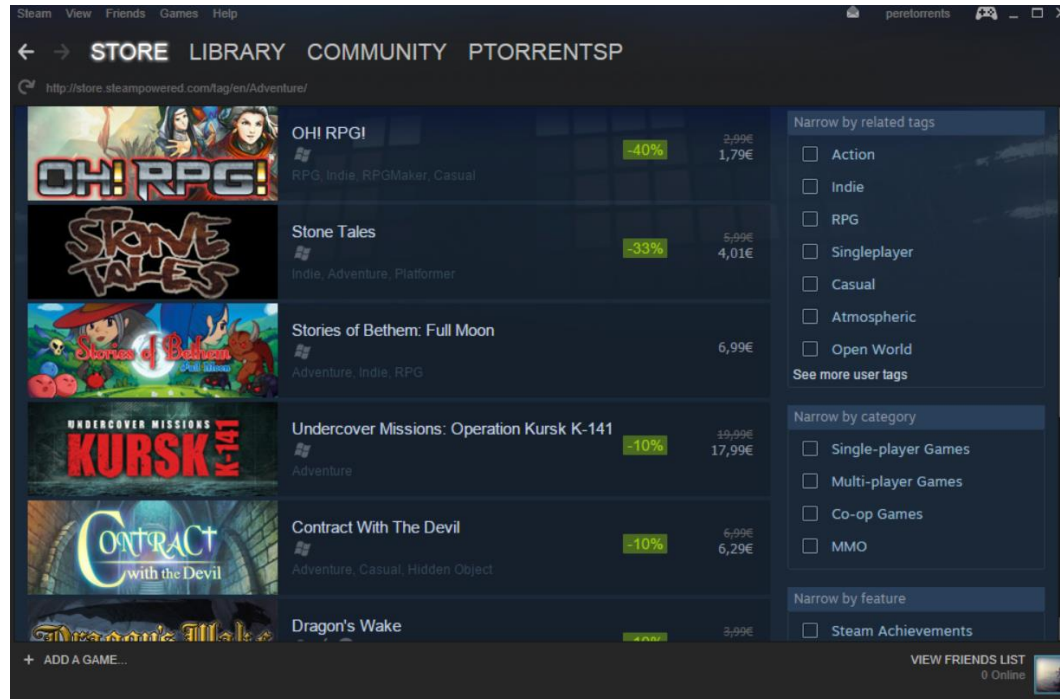 Steam View Friends Games Help
peretorrents
STORE LIBRARY COMMUNITY PTORRENTSP
http://store.steampowered.com/tag/en/Adventure/
OH! RPG!
OH! RPG!
-40%
2,99€
1,79€
RPG, Indie, RPGMaker, Casual
STONE
TALES
Stone Tales
-33%
5,99€
4,01€
Indie, Adventure, Platformer
Stories of Bethem
Full Moon
Stories of Bethem: Full Moon
6,99€
Adventure, Indie, RPG
UNDERCOVER MISSIONS
KURSK K-141
Undercover Missions: Operation Kursk K-141
-10%
19,99€
17,99€
Adventure
CONTRACT
with the Devil
Contract With The Devil
-10%
6,99€
6,29€
Adventure, Casual, Hidden Object
Dragon's Wake
Dragon's Wake
-10%
3,99€
Narrow by related tags
Action
Indie
RPG
Singleplayer
Casual
Atmospheric
Open World
See more user tags
Narrow by category
Single-player Games
Multi-player Games
Co-op Games
MMO
Narrow by feature
Steam Achievements
+ ADD A GAME...
VIEW FRIENDS LIST
0 Online